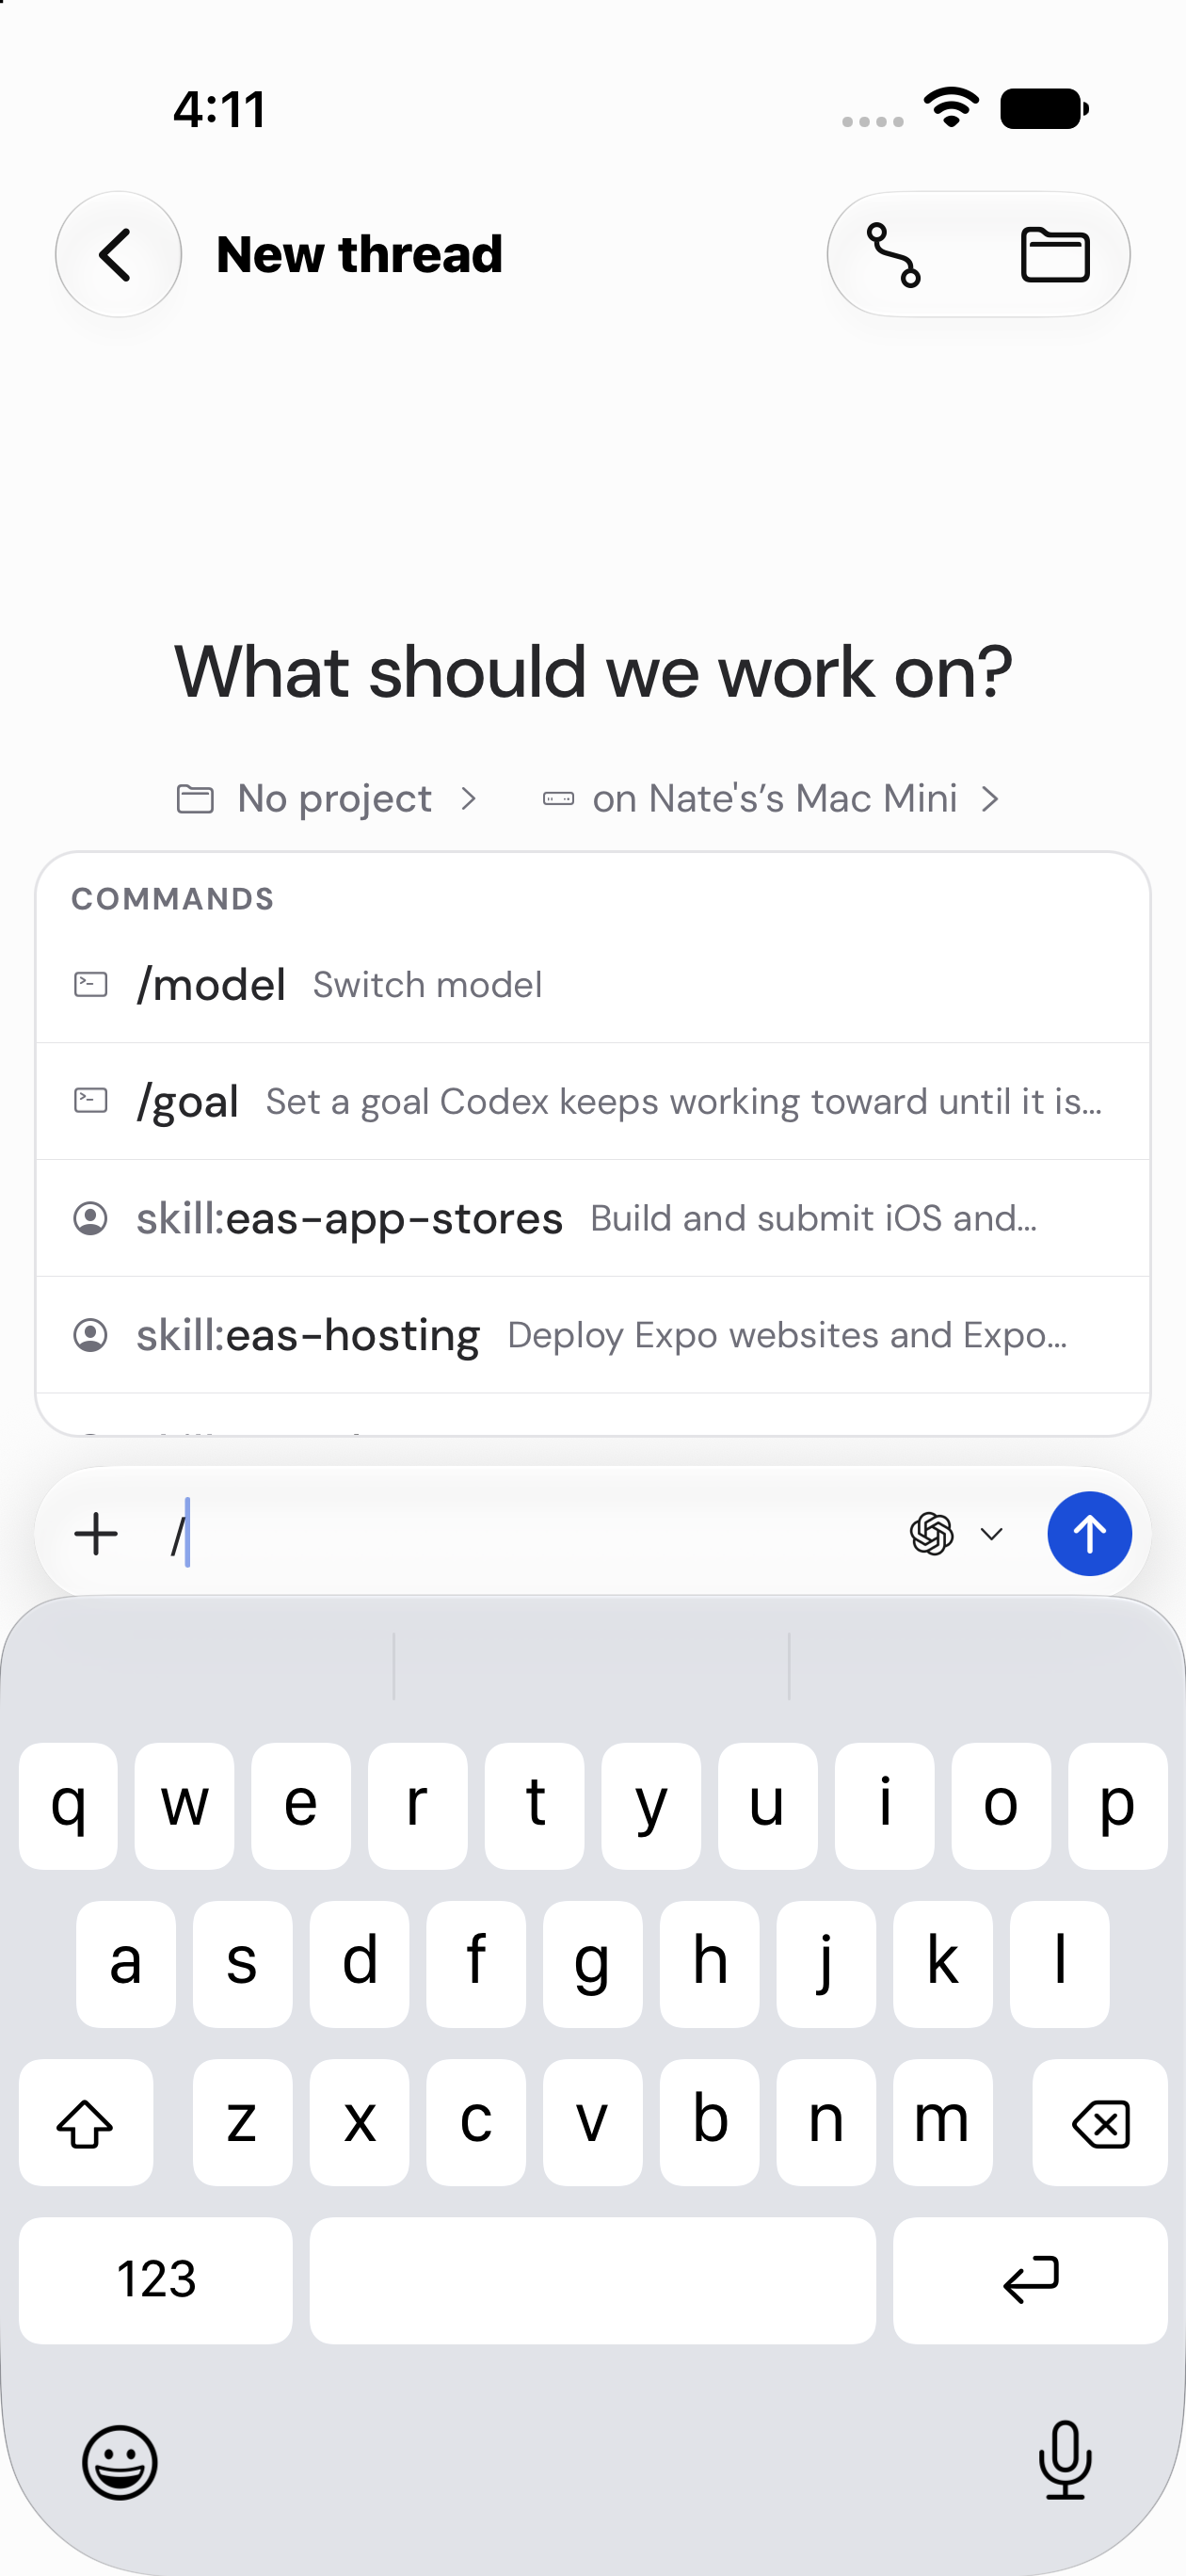 4:11
New thread
What should we work on?
No project on Nate's’s Mac Mini
COMMANDS
/model Switch model
/goal Set a goal Codex keeps working toward until it is...
skill:eas-app-stores Build and submit iOS and...
skill:eas-hosting Deploy Expo websites and Expo...
/
q w e r t y u i o p
a s d f g h j k l
z x c v b n m
123